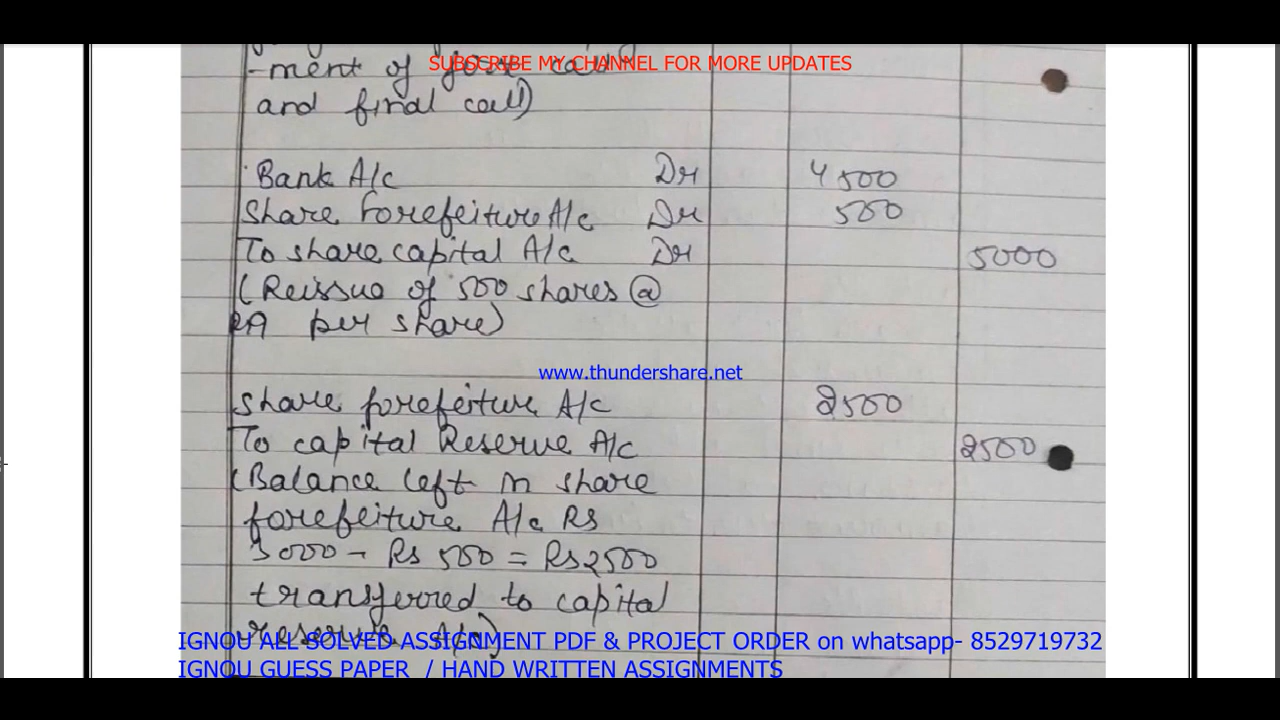 -ment of
SUBSCRIBE MY CHANNEL FOR MORE UPDATES
and final call)
Bank A/c Dr 4500
Share Forefeiture A/c Dr 500
To share capital A/c Dr 5000
(Reissue of 500 shares @
per share)
www.thundershare.net
Share forefeiture A/c 2500
To capital Reserve A/c 2500
(Balance left in share
forefeiture A/c Rs
3000 - Rs 500 = Rs 2500
transferred to capital
reserve A/c)
IGNOU ALL SOLVED ASSIGNMENT PDF & PROJECT ORDER on whatsapp- 8529719732
IGNOU GUESS PAPER / HAND WRITTEN ASSIGNMENTS